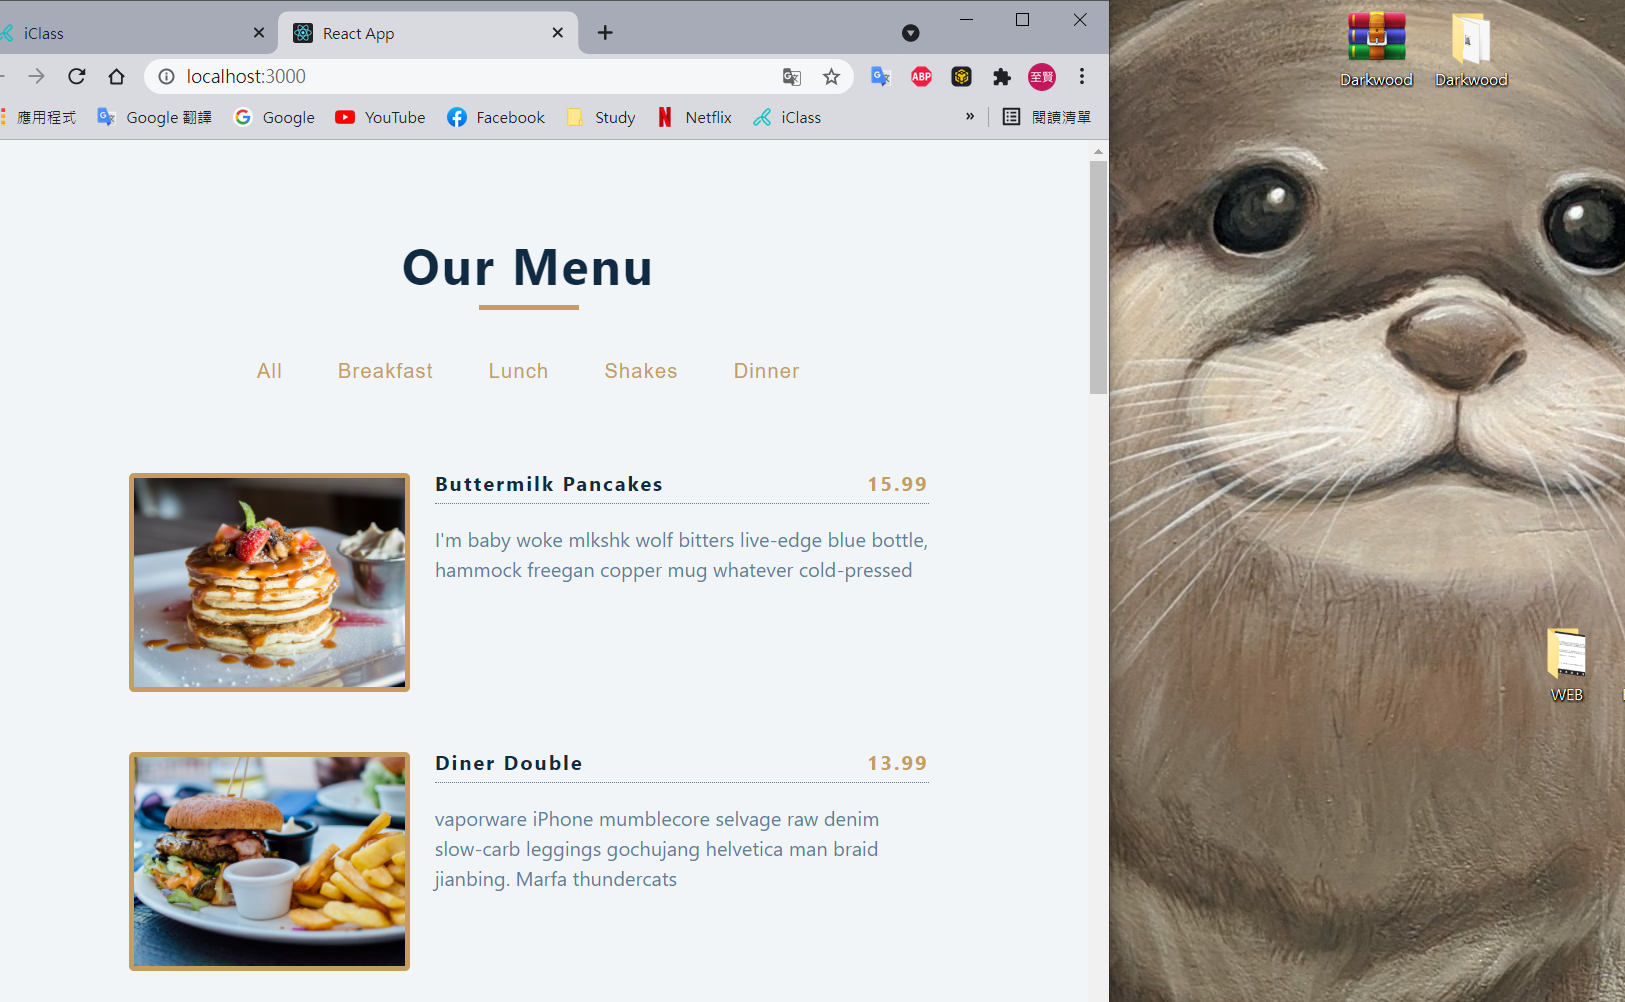 iClass
React App
localhost:3000
ABP
至賢
應用程式
Google 翻譯
Google
YouTube
Facebook
Study
Netflix
iClass
»
閱讀清單
Our Menu
All
Breakfast
Lunch
Shakes
Dinner
Buttermilk Pancakes
15.99
I'm baby woke mlkshk wolf bitters live-edge blue bottle,
hammock freegan copper mug whatever cold-pressed
Diner Double
13.99
vaporware iPhone mumblecore selvage raw denim
slow-carb leggings gochujang helvetica man braid
jianbing. Marfa thundercats
Darkwood
Darkwood
WEB